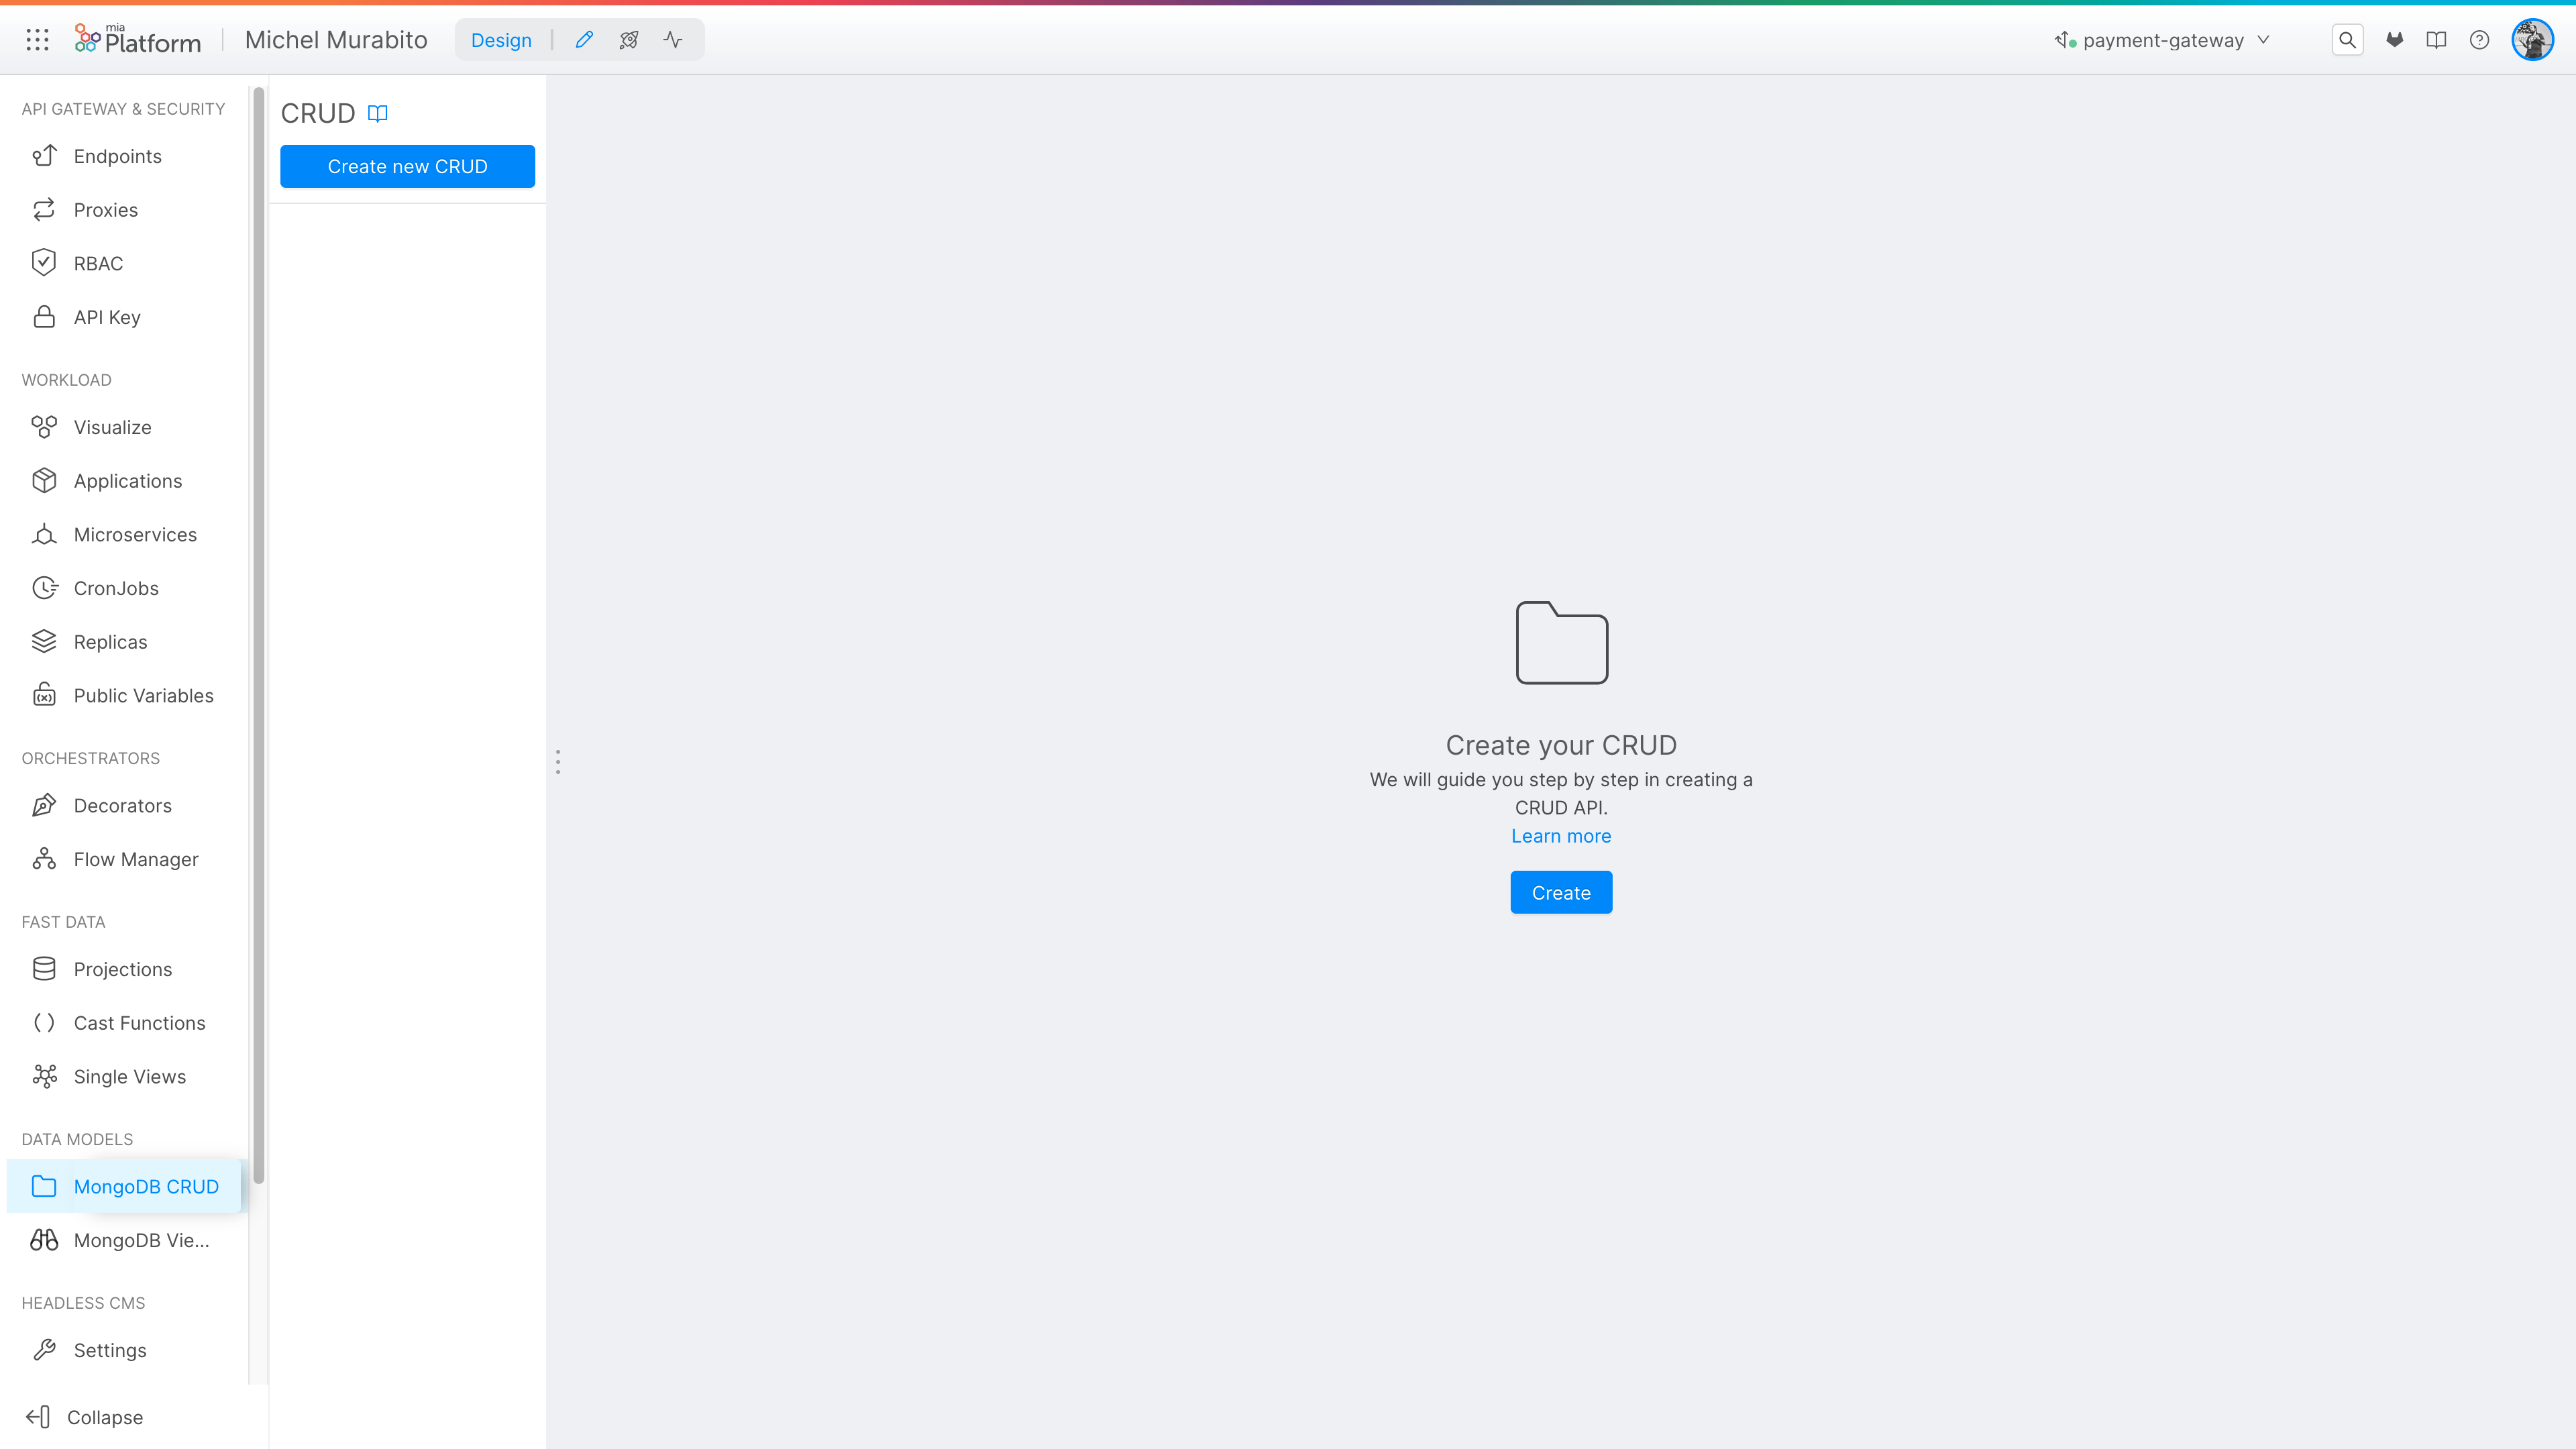 mia
Platform
Michel Murabito
Design
payment-gateway
API GATEWAY & SECURITY
Endpoints
Proxies
RBAC
API Key
WORKLOAD
Visualize
Applications
Microservices
CronJobs
Replicas
Public Variables
ORCHESTRATORS
Decorators
Flow Manager
FAST DATA
Projections
Cast Functions
Single Views
DATA MODELS
MongoDB CRUD
MongoDB Vie...
HEADLESS CMS
Settings
Collapse
CRUD
Create new CRUD
Create your CRUD
We will guide you step by step in creating a
CRUD API.
Learn more
Create